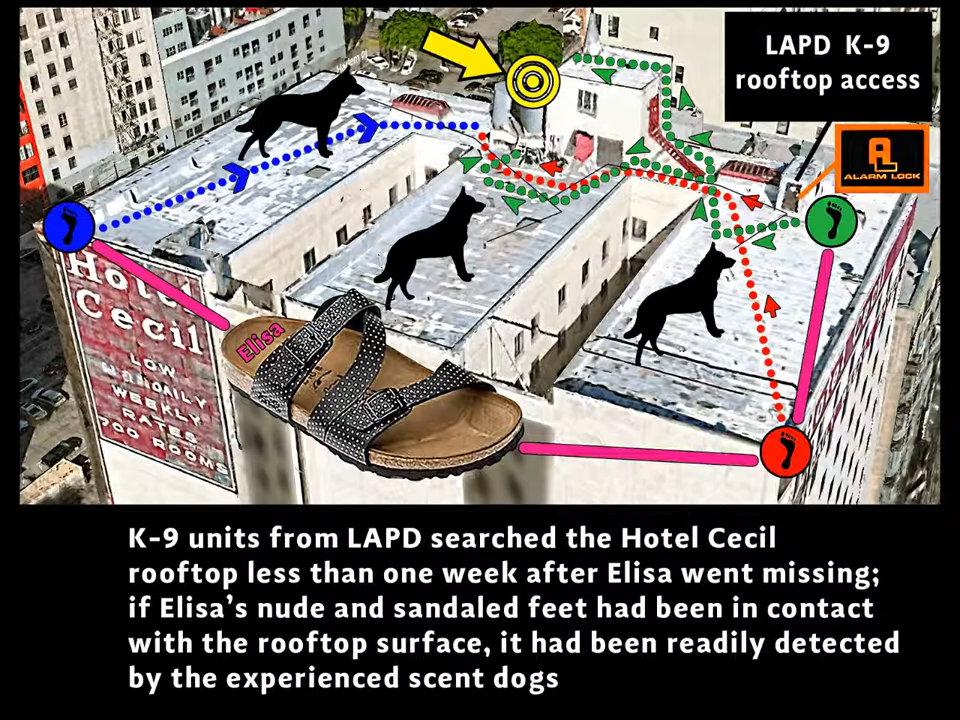 LAPD K-9
rooftop access
ALARM LOCK
Hotel
Cecil
LOW
WEEKLY
RATES
700 ROOMS
Elisa
K-9 units from LAPD searched the Hotel Cecil
rooftop less than one week after Elisa went missing;
if Elisa's nude and sandaled feet had been in contact
with the rooftop surface, it had been readily detected
by the experienced scent dogs